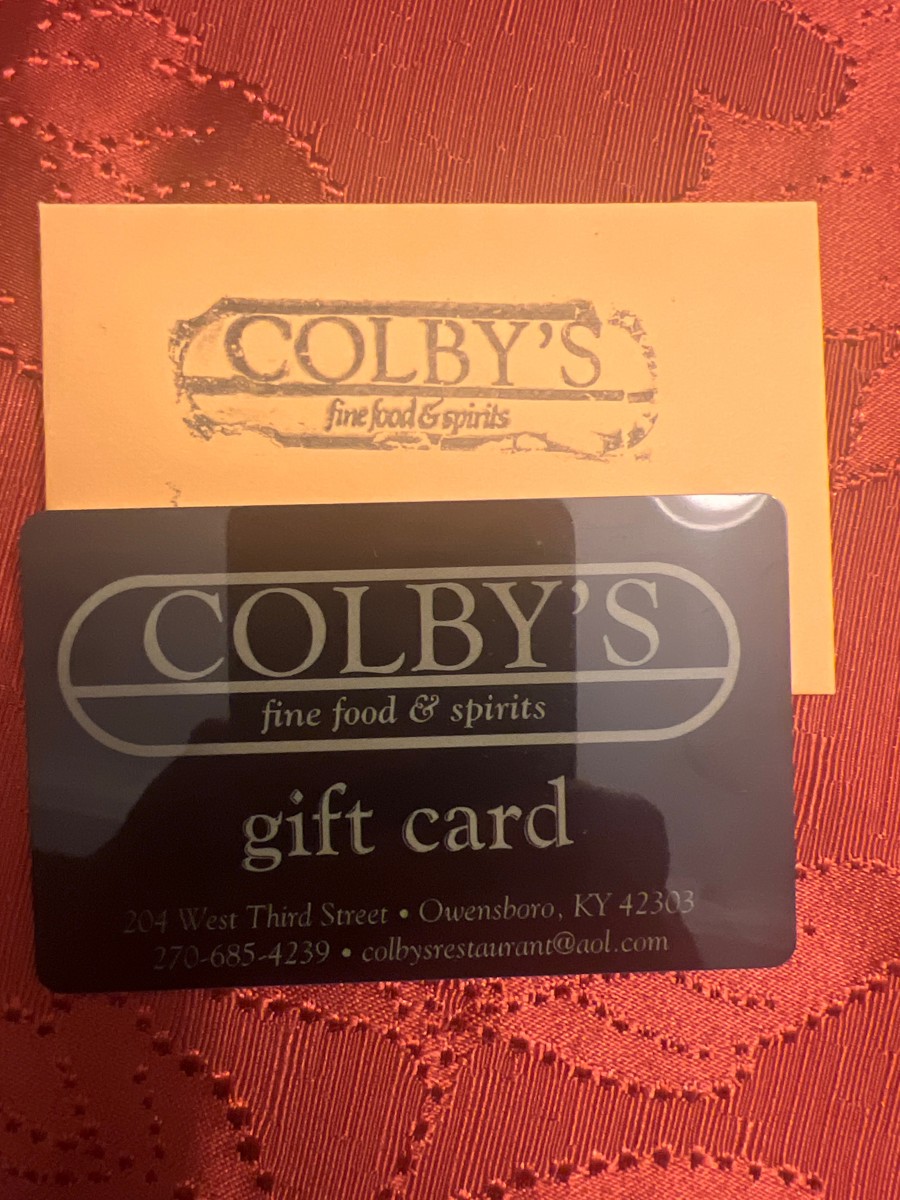 COLBY'S
fine food & spirits
COLBY'S
fine food & spirits
gift card
204 West Third Street • Owensboro, KY 42303
270-685-4239 • colbysrestaurant@aol.com